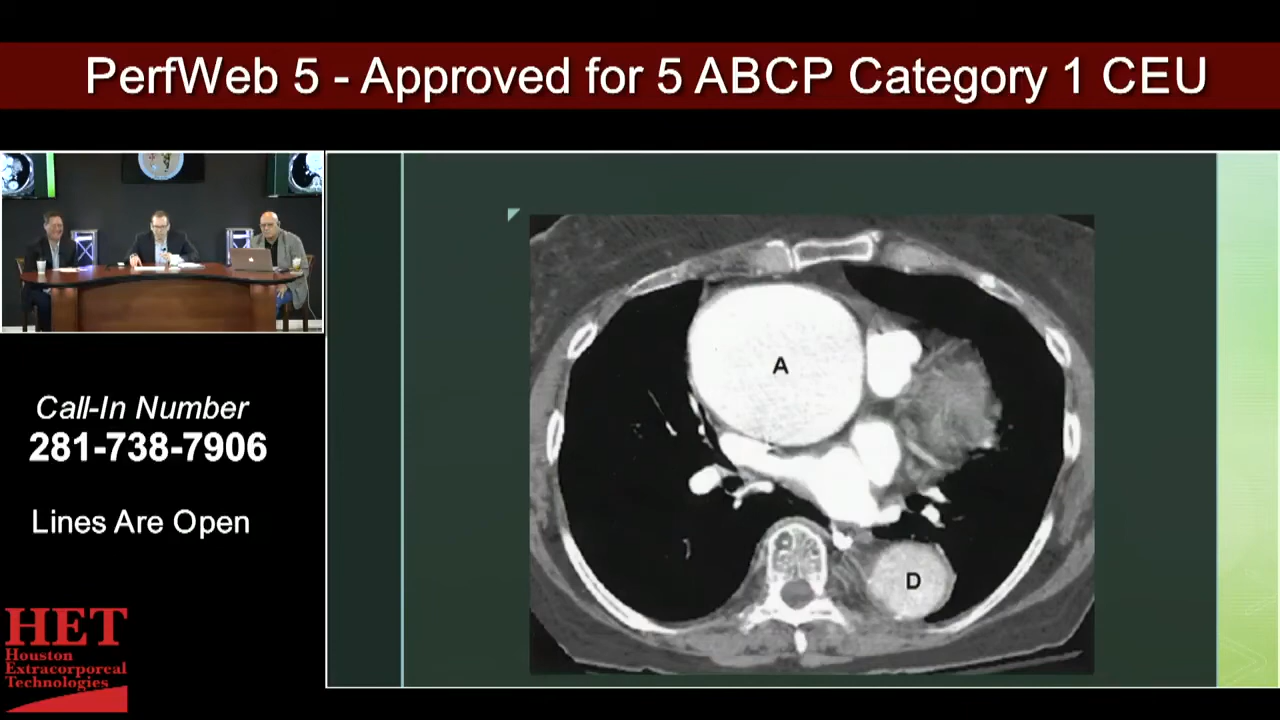 PerfWeb 5 - Approved for 5 ABCP Category 1 CEU
Call-In Number
281-738-7906
Lines Are Open
HET
Houston
Extracorporeal
Technologies
A
D